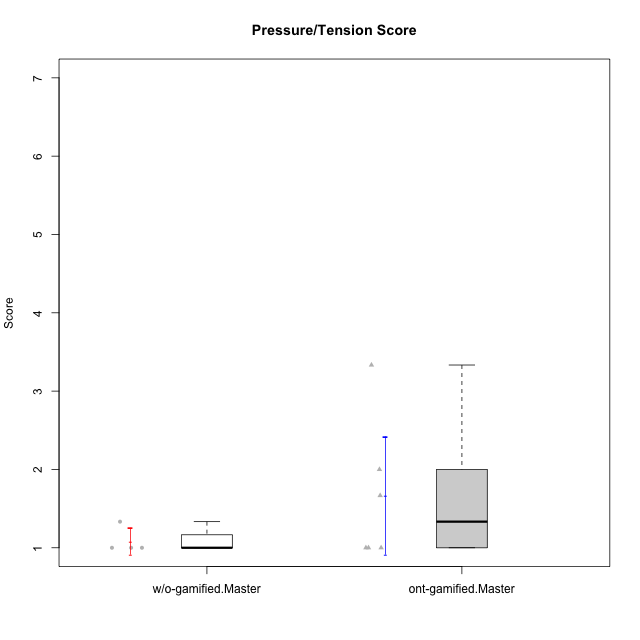 Pressure/Tension Score
7
6
5
4
3
2
1
Score
w/o-gamified.Master
ont-gamified.Master